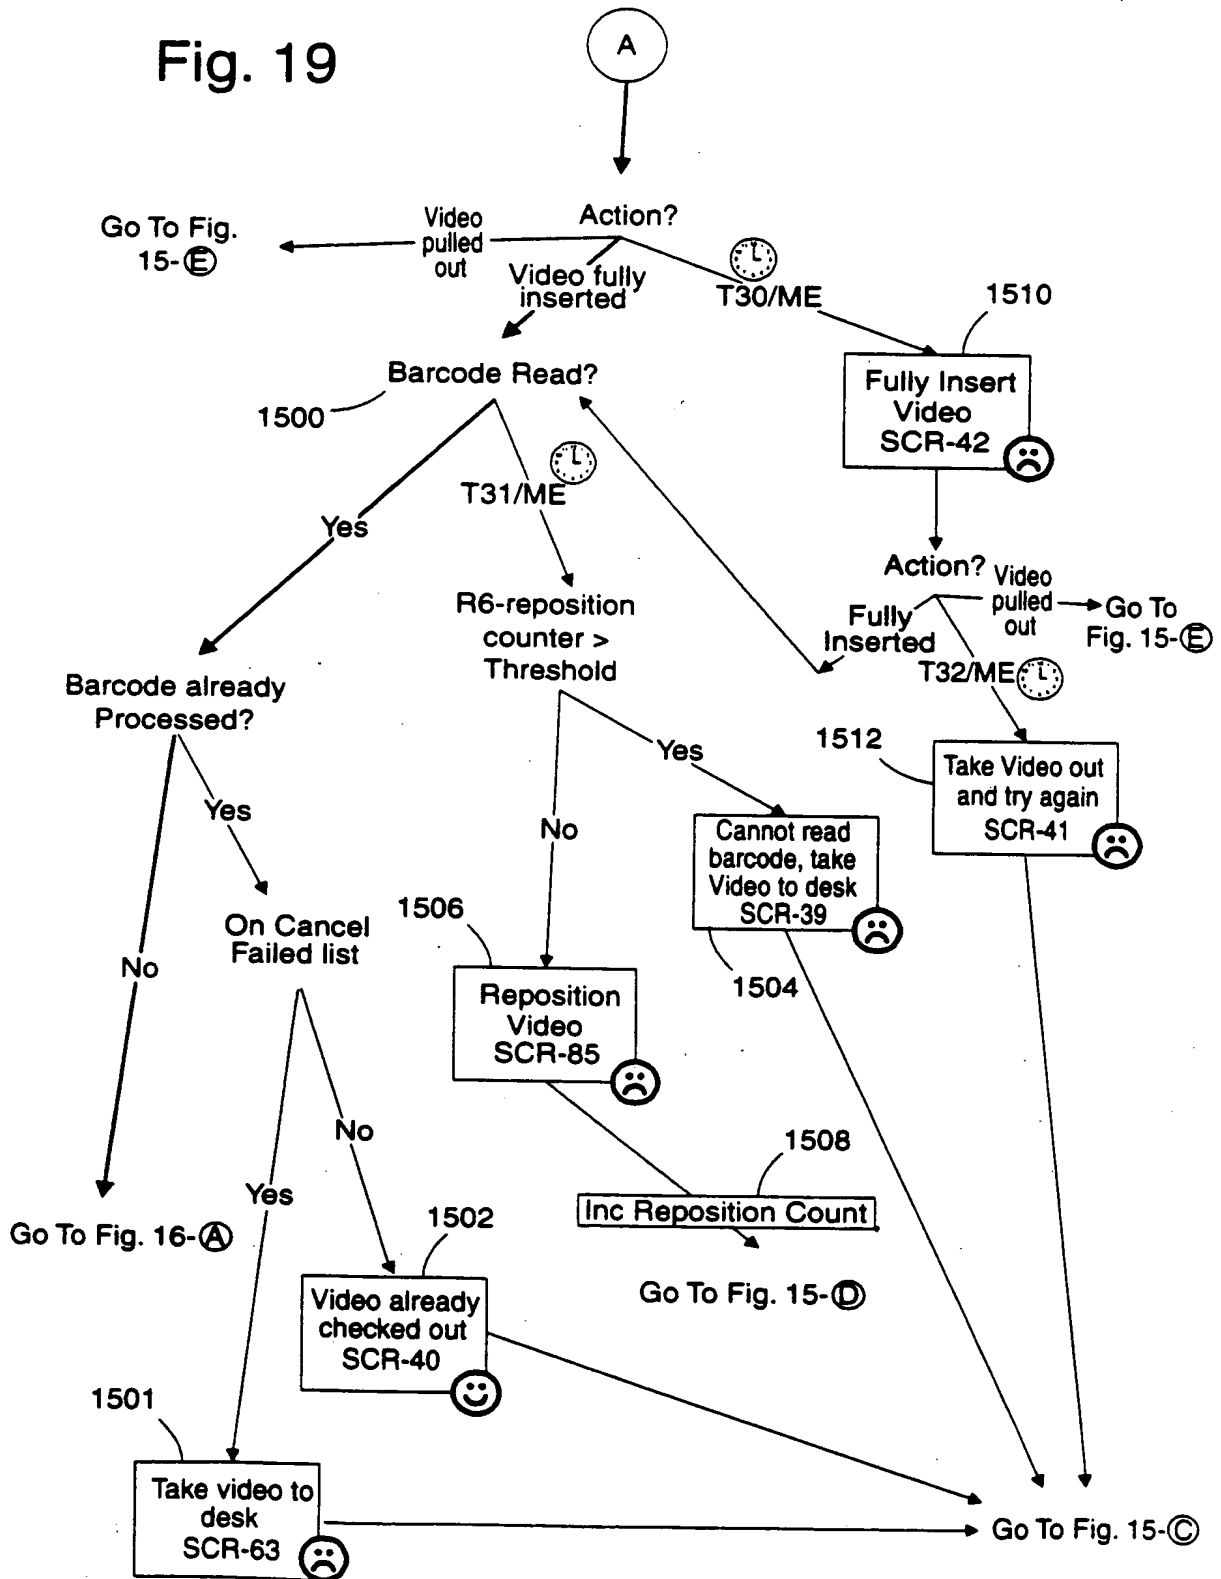 Fig. 19
A
Action?
Go To Fig.
15-E
Video
pulled
out
Video fully
inserted
T30/ME
1510
Fully Insert
Video
SCR-42
Barcode Read?
1500
T31/ME
Yes
Action?
Video
pulled
out
Go To
Fig. 15-E
Fully
Inserted
T32/ME
R6-reposition
counter >
Threshold
Barcode already
Processed?
1512
Take Video out
and try again
SCR-41
Yes
Yes
No
Cannot read
barcode, take
Video to desk
SCR-39
1504
On Cancel
Failed list
No
1506
Reposition
Video
SCR-85
No
1508
Inc Reposition Count
Yes
Go To Fig. 16-A
1502
Go To Fig. 15-D
Video already
checked out
SCR-40
1501
Take video to
desk
SCR-63
Go To Fig. 15-C